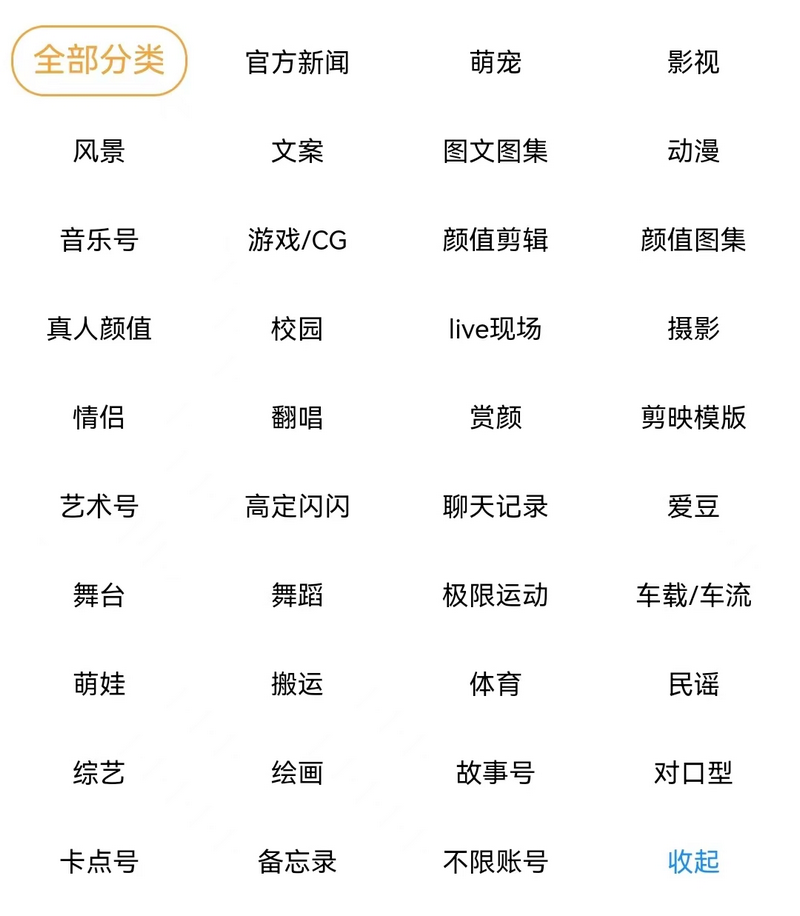 全部分类 官方新闻 萌宠 影视
风景 文案 图文图集 动漫
音乐号 游戏/CG 颜值剪辑 颜值图集
真人颜值 校园 live现场 摄影
情侣 翻唱 赏颜 剪映模版
艺术号 高定闪闪 聊天记录 爱豆
舞台 舞蹈 极限运动 车载/车流
萌娃 搬运 体育 民谣
综艺 绘画 故事号 对口型
卡点号 备忘录 不限账号 收起